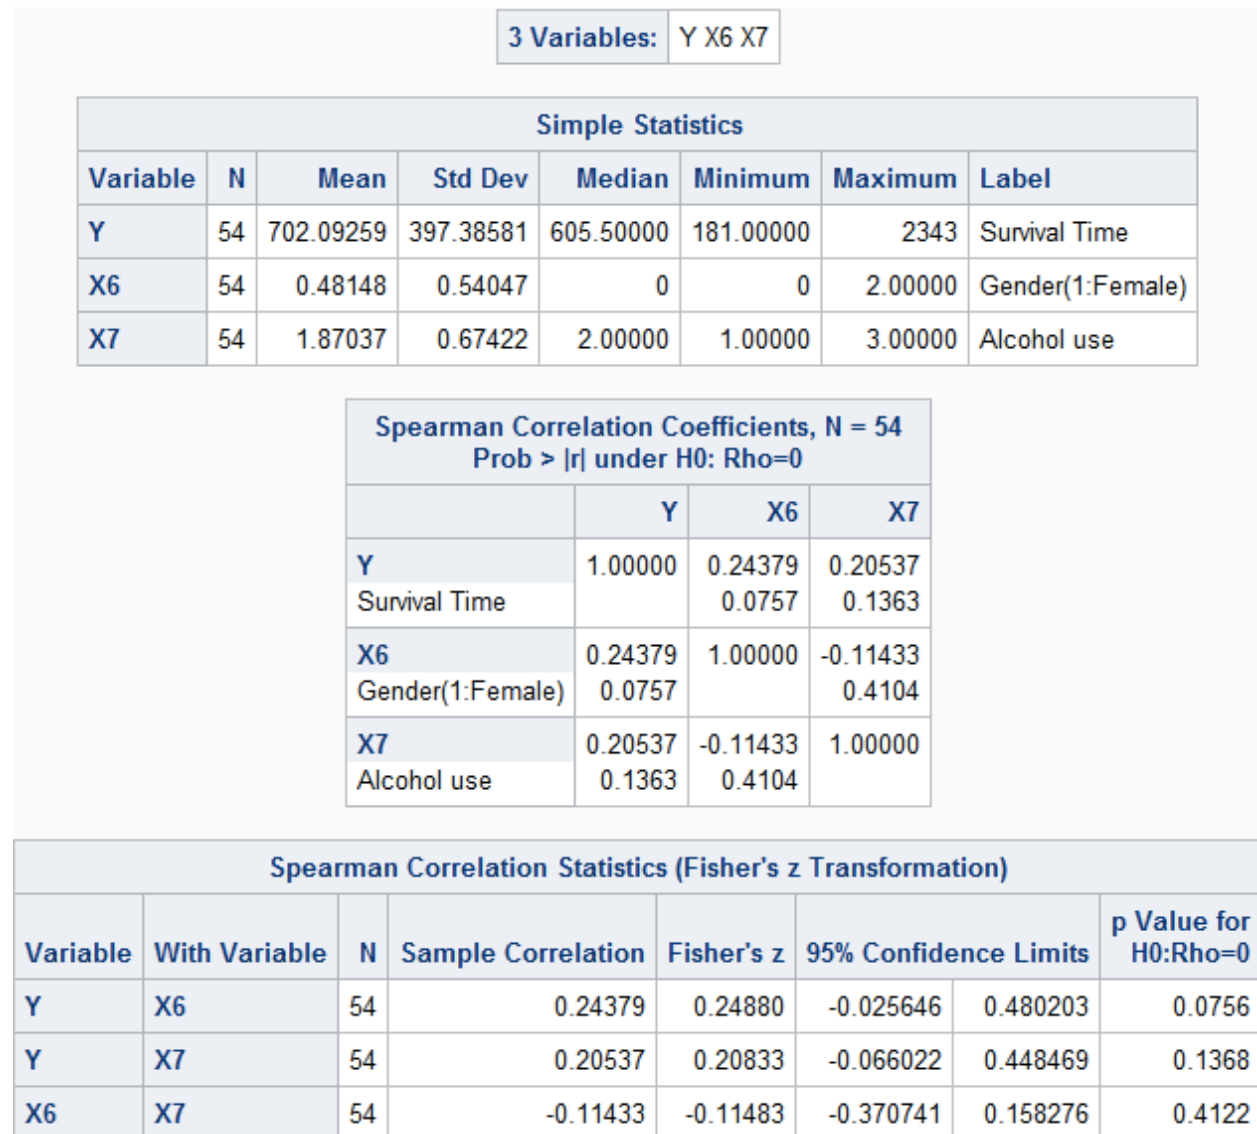 3 Variables: Y X6 X7
Simple Statistics
Variable N Mean Std Dev Median Minimum Maximum Label
Y 54 702.09259 397.38581 605.50000 181.00000 2343 Survival Time
X6 54 0.48148 0.54047 0 0 2.00000 Gender(1:Female)
X7 54 1.87037 0.67422 2.00000 1.00000 3.00000 Alcohol use
Spearman Correlation Coefficients, N = 54
Prob > |r| under H0: Rho=0
Y X6 X7
Y 1.00000 0.24379 0.20537
Survival Time 0.0757 0.1363
X6 0.24379 1.00000 -0.11433
Gender(1:Female) 0.0757 0.4104
X7 0.20537 -0.11433 1.00000
Alcohol use 0.1363 0.4104
Spearman Correlation Statistics (Fisher's z Transformation)
p Value for
Variable With Variable N Sample Correlation Fisher's z 95% Confidence Limits H0:Rho=0
Y X6 54 0.24379 0.24880 -0.025646 0.480203 0.0756
Y X7 54 0.20537 0.20833 -0.066022 0.448469 0.1368
X6 X7 54 -0.11433 -0.11483 -0.370741 0.158276 0.4122